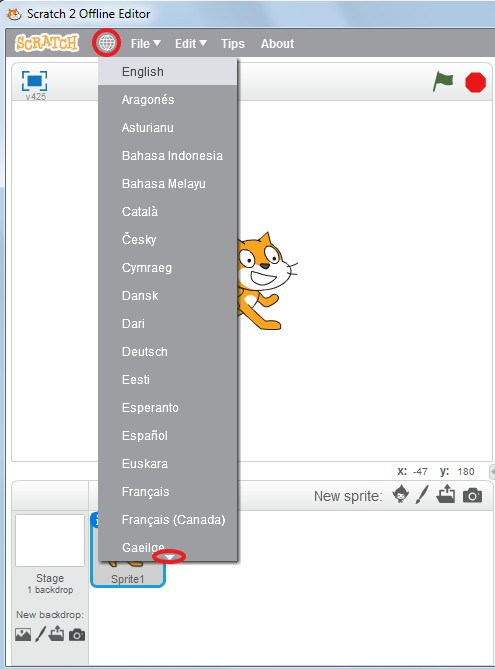 Scratch 2 Offline Editor
SCRATCH File Edit Tips About
v425
English
Aragonés
Asturianu
Bahasa Indonesia
Bahasa Melayu
Català
Česky
Cymraeg
Dansk
Dari
Deutsch
Eesti
Esperanto
Español
Euskara
Français
Français (Canada)
Gaeilge
x: -47 y: 180
New sprite:
Stage
1 backdrop
New backdrop:
Sprite1